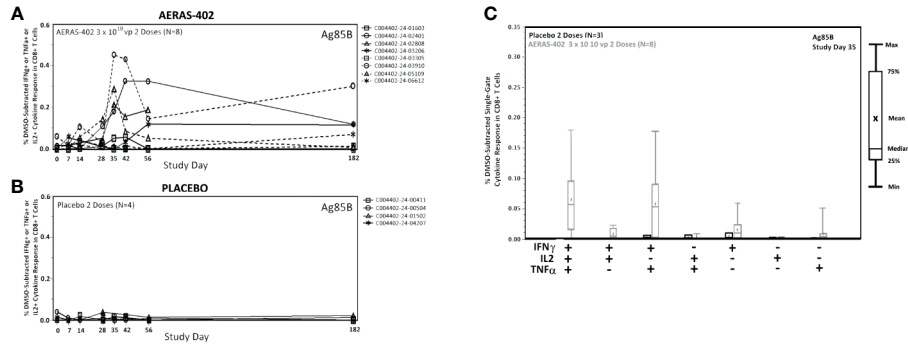 A
AERAS-402
AERAS-402 3 x 10^10 vp 2 Doses (N=8)
Ag85B
% DMSO-Subtracted IFNg+ or TNFa+ or
IL2+ Cytokine Response in CD8+ T Cells
0.6
0.4
0.2
0.0
0 7 14 28 35 42 56 182
Study Day
C004402-24-01603
C004402-24-02401
C004402-24-02808
C004402-24-03206
C004402-24-03305
C004402-24-03910
C004402-24-05109
C004402-24-06612
B
PLACEBO
Placebo 2 Doses (N=4)
Ag85B
% DMSO-Subtracted IFNg+ or TNFa+ or
IL2+ Cytokine Response in CD8+ T Cells
0.6
0.4
0.2
0.0
0 7 14 28 35 42 56 182
Study Day
C004402-24-00411
C004402-24-00504
C004402-24-01502
C004402-24-04207
C
Placebo 2 Doses (N=3)
AERAS-402 3 x 10 10 vp 2 Doses (N=8)
Ag85B
Study Day 35
% DMSO-Subtracted Single-Gate
Cytokine Response in CD8+ T Cells
0.35
0.30
0.25
0.20
0.15
0.10
0.05
0.00
IFNγ + + + - + - -
IL2 + + - + - + -
TNFα + - + + - - +
Max
75%
x Mean
Median
25%
Min